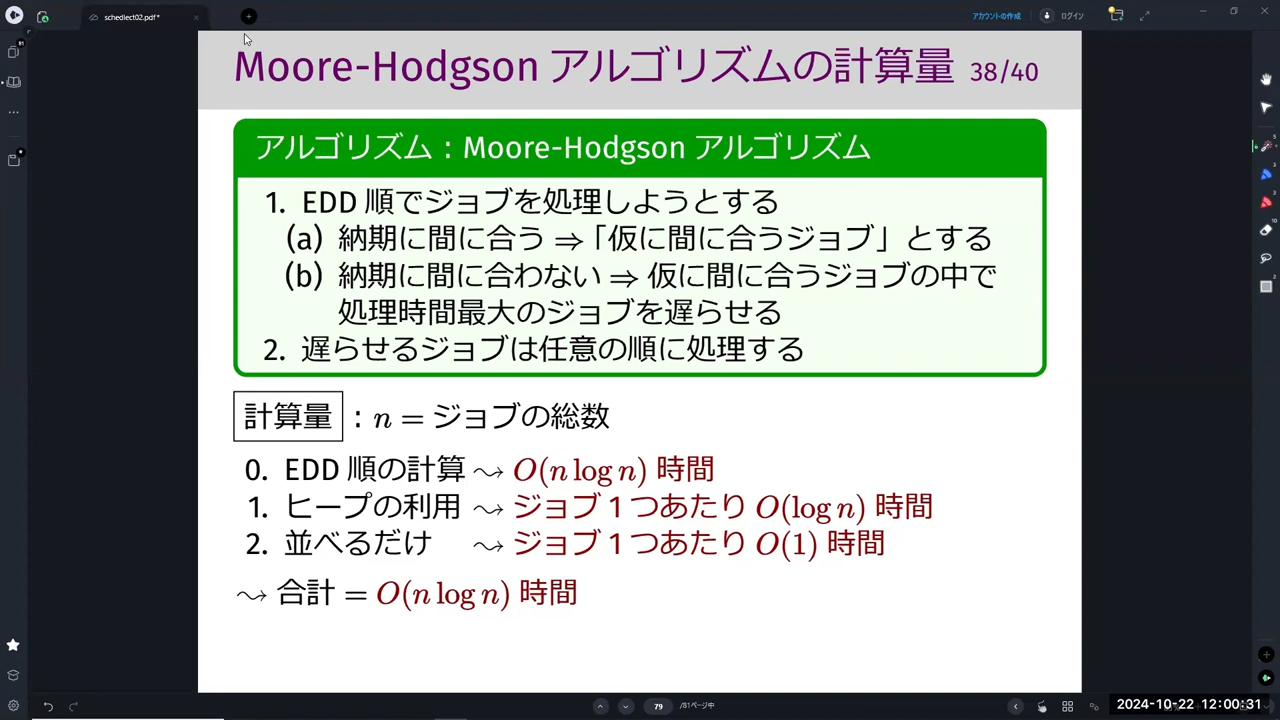 schedlect02.pdf*
アカウントの作成
ログイン
Moore-Hodgson アルゴリズムの計算量 38/40
アルゴリズム : Moore-Hodgson アルゴリズム
1. EDD 順でジョブを処理しようとする
(a) 納期に間に合う ⇒「仮に間に合うジョブ」とする
(b) 納期に間に合わない ⇒ 仮に間に合うジョブの中で
処理時間最大のジョブを遅らせる
2. 遅らせるジョブは任意の順に処理する
計算量 : n = ジョブの総数
0. EDD 順の計算 ⇝ O(n log n) 時間
1. ヒープの利用 ⇝ ジョブ 1 つあたり O(log n) 時間
2. 並べるだけ ⇝ ジョブ 1 つあたり O(1) 時間
⇝ 合計 = O(n log n) 時間
79 /81ページ中
2024-10-22 12:00:31